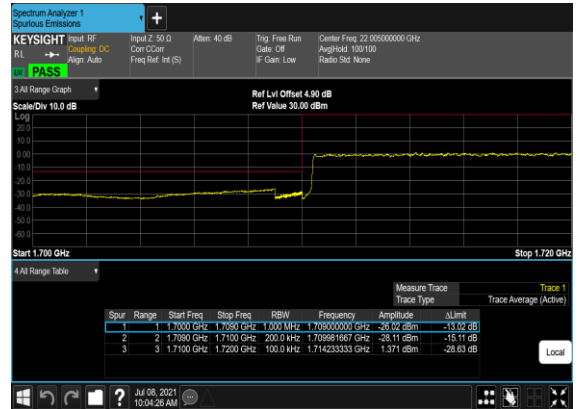 Spectrum Analyzer 1
Spurious Emissions
+
KEYSIGHT Input: RF Input Z: 50 Ω Atten: 40 dB Trig: Free Run Center Freq: 22.005000000 GHz
RL Coupling: DC Corr CCorr Gate: Off Avg|Hold: 100/100
Align: Auto Freq Ref: Int (S) IF Gain: Low Radio Std: None
LW PASS
3 All Range Graph Ref Lvl Offset 4.90 dB
Scale/Div 10.0 dB Ref Value 30.00 dBm
Log
20.0
10.0
0.00
-10.0
-20.0
-30.0
-40.0
-50.0
-60.0
Start 1.700 GHz Stop 1.720 GHz
4 All Range Table
Measure Trace Trace 1
Trace Type Trace Average (Active)
Spur Range Start Freq Stop Freq RBW Frequency Amplitude ΔLimit
1 1 1.7000 GHz 1.7090 GHz 1.000 MHz 1.709000000 GHz -26.02 dBm -13.02 dB
2 2 1.7090 GHz 1.7100 GHz 200.0 kHz 1.709981667 GHz -28.11 dBm -15.11 dB
3 3 1.7100 GHz 1.7200 GHz 100.0 kHz 1.714233333 GHz 1.371 dBm -28.63 dB
Local
? Jul 08, 2021
10:04:26 AM